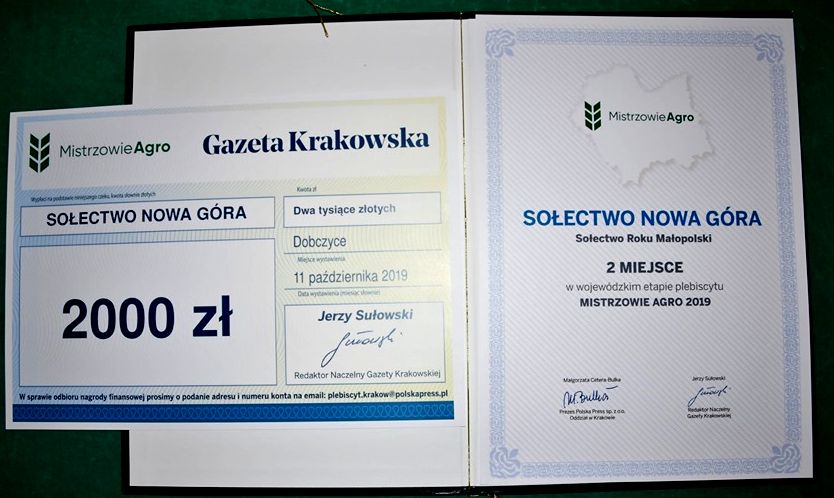 MistrzowieAgro
Gazeta Krakowska
Wypłaci na podstawie niniejszego czeku, kwota słownie złotych
SOŁECTWO NOWA GÓRA
2000 zł
Kwota zł
Dwa tysiące złotych
Dobczyce
Miejsce wystawienia
11 października 2019
Data wystawienia (miesiąc słownie)
Jerzy Sułowski
Redaktor Naczelny Gazety Krakowskiej
W sprawie odbioru nagrody finansowej prosimy o podanie adresu i numeru konta na email: plebiscyt.krakow@polskapress.pl
MistrzowieAgro
SOŁECTWO NOWA GÓRA
Sołectwo Roku Małopolski
2 MIEJSCE
w wojewódzkim etapie plebiscytu
MISTRZOWIE AGRO 2019
Małgorzata Cetera-Bulka
M. Bulka
Prezes Polska Press sp. z o.o.
Oddział w Krakowie
Jerzy Sułowski
Redaktor Naczelny
Gazety Krakowskiej